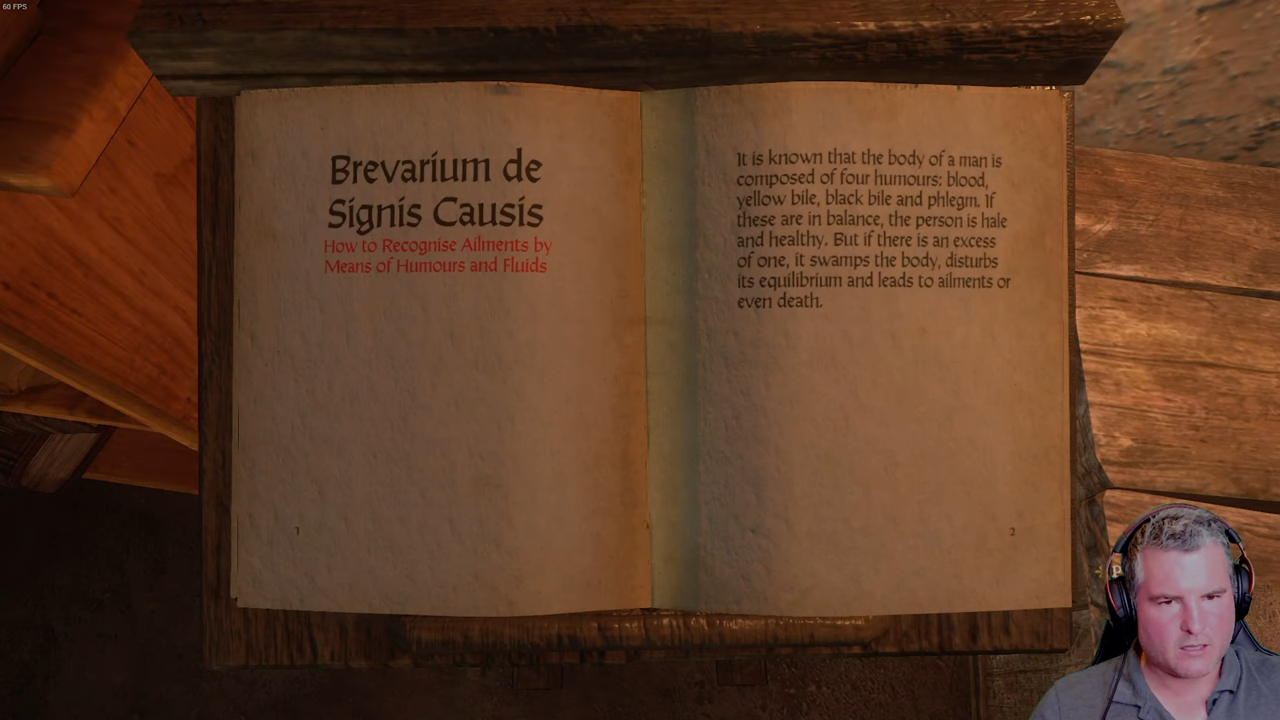 60 FPS
Brevarium de
Signis Causis
How to Recognise Ailments by
Means of Humours and Fluids
1
It is known that the body of a man is
composed of four humours: blood,
yellow bile, black bile and phlegm. If
these are in balance, the person is hale
and healthy. But if there is an excess
of one, it swamps the body, disturbs
its equilibrium and leads to ailments or
even death.
2